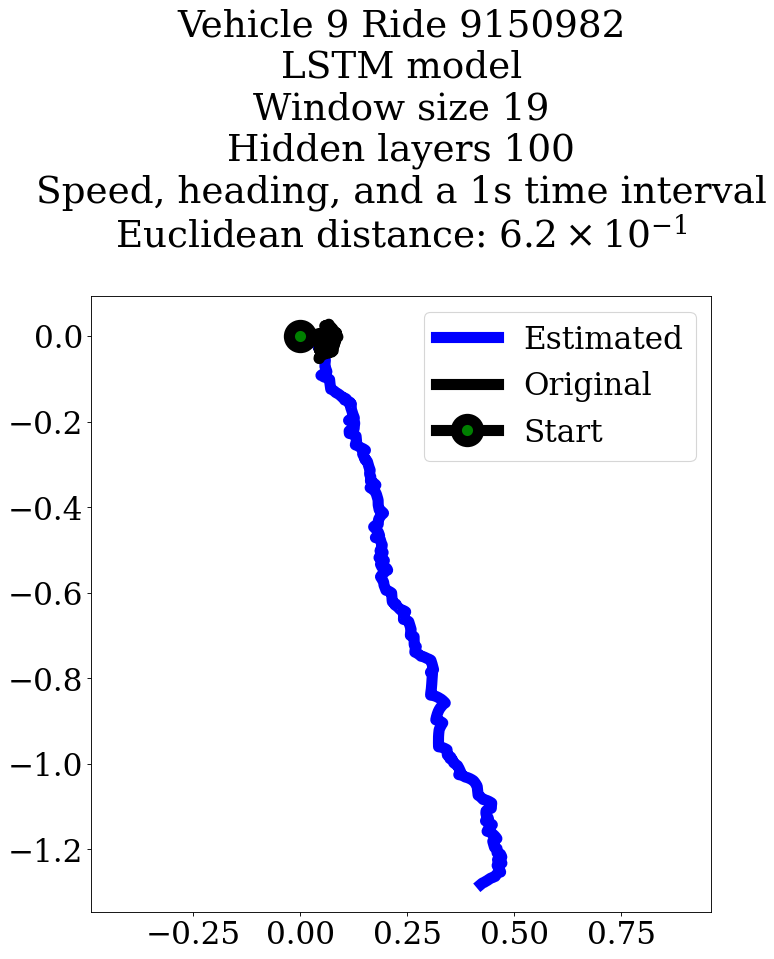 Vehicle 9 Ride 9150982
LSTM model
Window size 19
Hidden layers 100
Speed, heading, and a 1s time interval
Euclidean distance: 6.2 × 10⁻¹
Estimated
Original
Start
0.0
−0.2
−0.4
−0.6
−0.8
−1.0
−1.2
−0.25 0.00 0.25 0.50 0.75